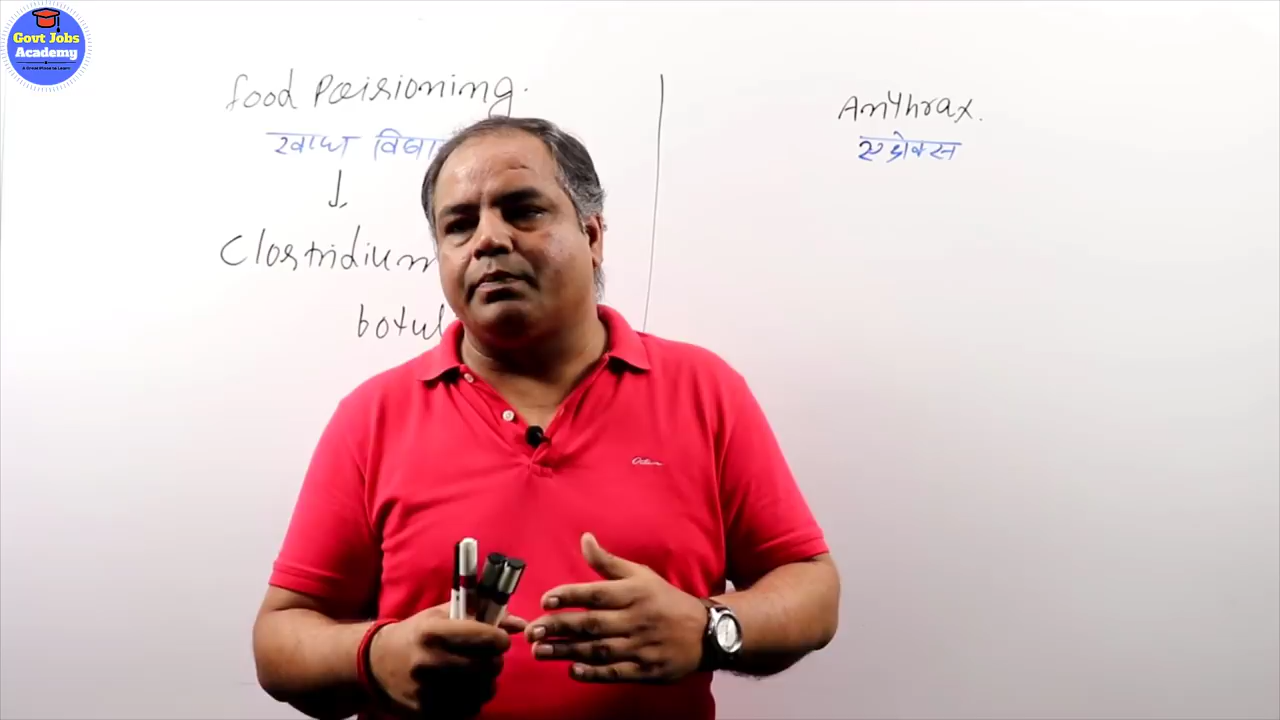 Govt Jobs
Academy
food Poisioning.
खाद्य विषा
Clostridium
botul
Anthrax.
एंथ्रेक्स